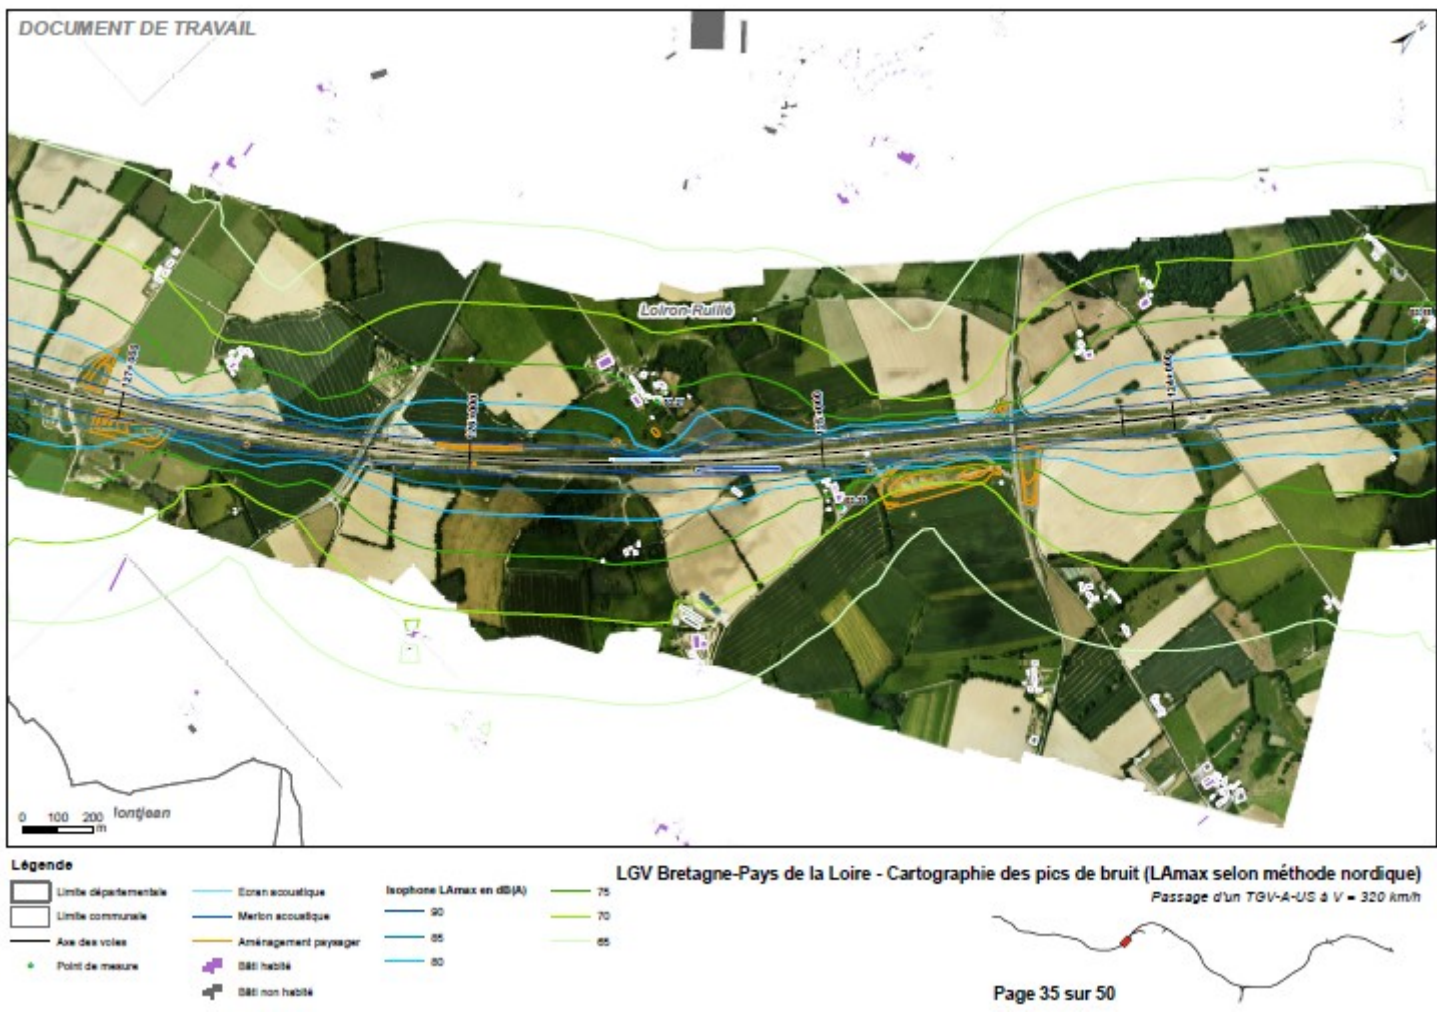 DOCUMENT DE TRAVAIL
Loiron-Ruillé
0 100 200
m
Légende
Limite départementale
Limite communale
Axe des voies
Point de mesure
Ecran acoustique
Merlon acoustique
Aménagement paysager
Bâti habité
Bâti non habité
Isophone LAmax en dB(A)
90
85
80
75
70
65
LGV Bretagne-Pays de la Loire - Cartographie des pics de bruit (LAmax selon méthode nordique)
Passage d'un TGV-A-US à V = 320 km/h
Page 35 sur 50